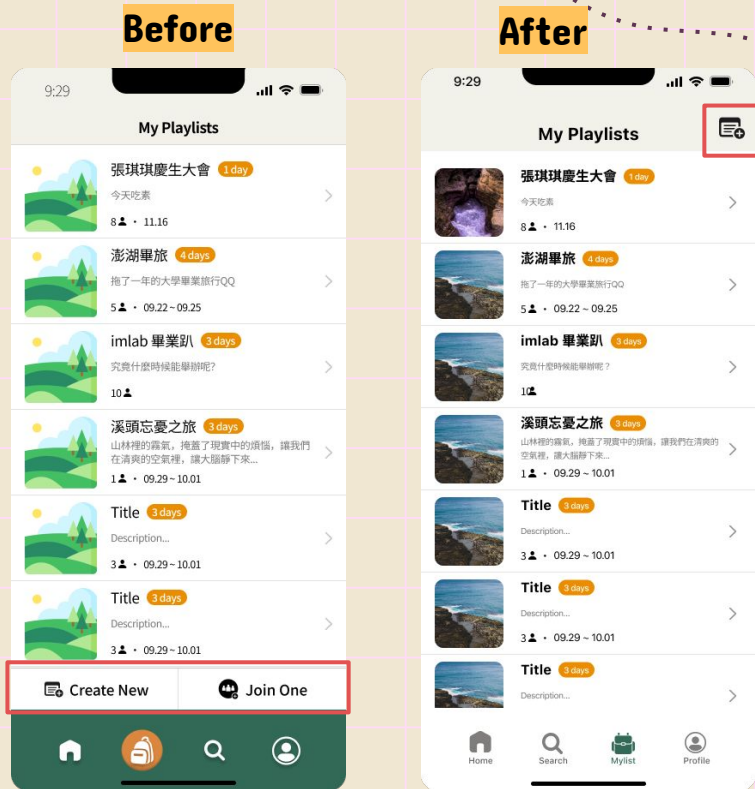 Before
9:29
My Playlists
張琪琪慶生大會 1 day
今天吃素
8 · 11.16
澎湖畢旅 4 days
拖了一年的大學畢業旅行QQ
5 · 09.22 ~ 09.25
imlab 畢業趴 3 days
究竟什麼時候能舉辦呢?
10
溪頭忘憂之旅 3 days
山林裡的霧氣，掩蓋了現實中的煩惱，讓我們
在清爽的空氣裡，讓大腦靜下來...
1 · 09.29 ~ 10.01
Title 3 days
Description...
3 · 09.29 ~ 10.01
Title 3 days
Description...
3 · 09.29 ~ 10.01
Create New
Join One
After
9:29
My Playlists
張琪琪慶生大會 1 day
今天吃素
8 · 11.16
澎湖畢旅 4 days
拖了一年的大學畢業旅行QQ
5 · 09.22 ~ 09.25
imlab 畢業趴 3 days
究竟什麼時候能舉辦呢？
10
溪頭忘憂之旅 3 days
山林裡的霧氣，掩蓋了現實中的煩惱，讓我們在清爽的
空氣裡，讓大腦靜下來...
1 · 09.29 ~ 10.01
Title 3 days
Description...
3 · 09.29 ~ 10.01
Title 3 days
Description...
3 · 09.29 ~ 10.01
Title 3 days
Description...
Home
Search
Mylist
Profile